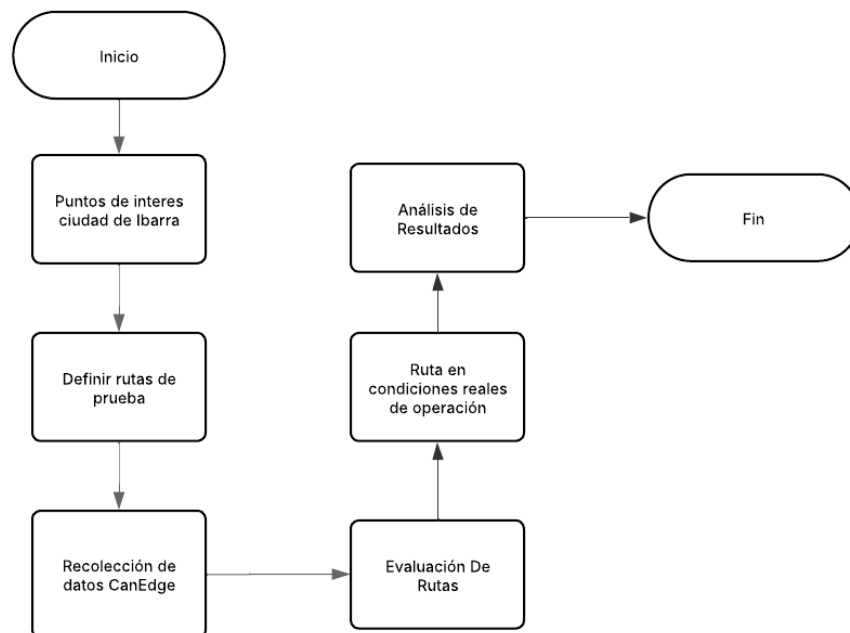 Inicio
Puntos de interes
ciudad de Ibarra
Definir rutas de
prueba
Recolección de
datos CanEdge
Evaluación De
Rutas
Ruta en
condiciones reales
de operación
Análisis de
Resultados
Fin